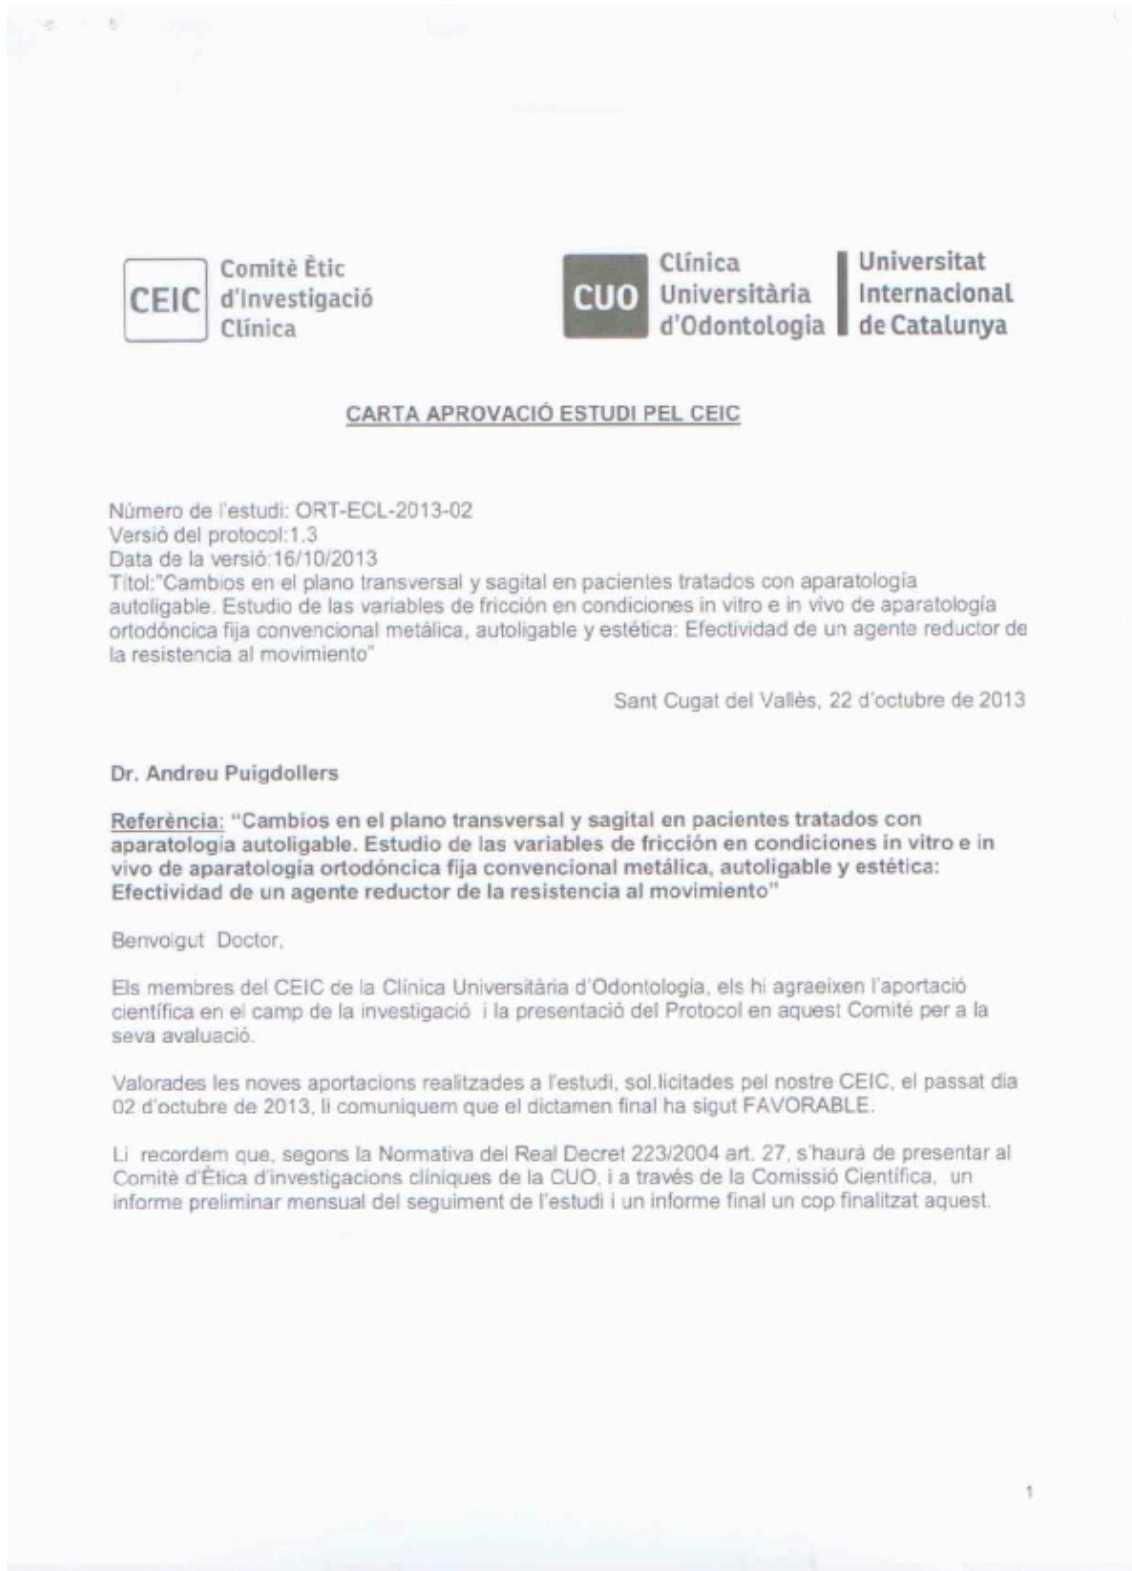 CEIC
Comitè Ètic
d'Investigació
Clínica
CUO
Clínica
Universitària
d'Odontologia
Universitat
Internacional
de Catalunya
CARTA APROVACIÓ ESTUDI PEL CEIC
Número de l'estudi: ORT-ECL-2013-02
Versió del protocol:1.3
Data de la versió:16/10/2013
Títol:"Cambios en el plano transversal y sagital en pacientes tratados con aparatología
autoligable. Estudio de las variables de fricción en condiciones in vitro e in vivo de aparatología
ortodóncica fija convencional metálica, autoligable y estética: Efectividad de un agente reductor de
la resistencia al movimiento"
Sant Cugat del Vallès, 22 d'octubre de 2013
Dr. Andreu Puigdollers
Referència: "Cambios en el plano transversal y sagital en pacientes tratados con
aparatología autoligable. Estudio de las variables de fricción en condiciones in vitro e in
vivo de aparatología ortodóncica fija convencional metálica, autoligable y estética:
Efectividad de un agente reductor de la resistencia al movimiento"
Benvolgut Doctor,
Els membres del CEIC de la Clínica Universitària d'Odontologia, els hi agraeixen l'aportació
científica en el camp de la investigació i la presentació del Protocol en aquest Comité per a la
seva avaluació.
Valorades les noves aportacions realitzades a l'estudi, sol.licitades pel nostre CEIC, el passat dia
02 d'octubre de 2013, li comuniquem que el dictamen final ha sigut FAVORABLE.
Li recordem que, segons la Normativa del Real Decret 223/2004 art. 27, s'haurà de presentar al
Comitè d'Ètica d'investigacions clíniques de la CUO, i a través de la Comissió Científica, un
informe preliminar mensual del seguiment de l'estudi i un informe final un cop finalitzat aquest.
1